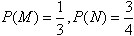 P(M) = 1/3, P(N) = 3/4